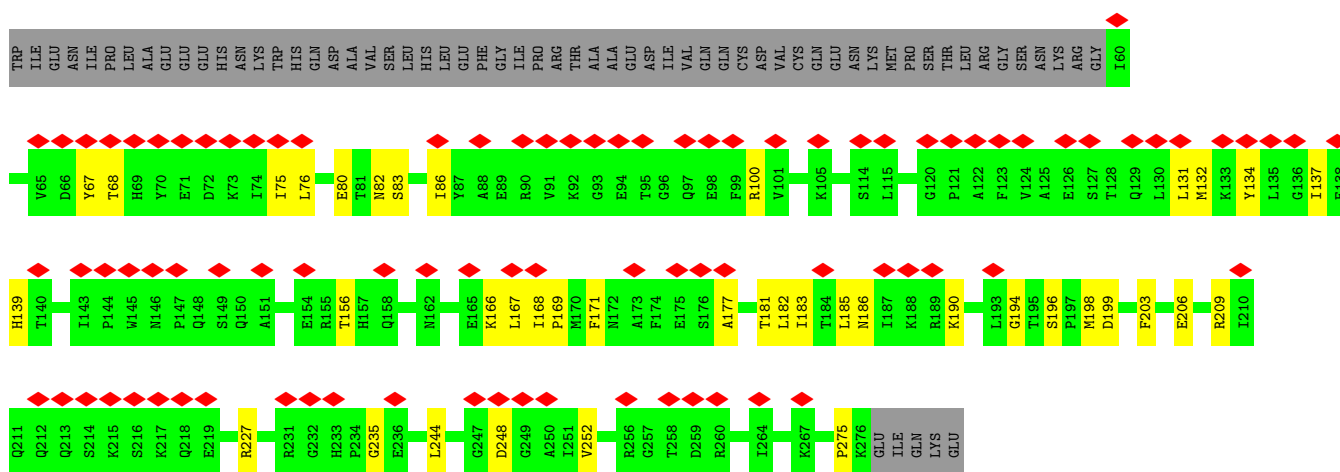 TRP ILE GLU ASN ILE PRO LEU ALA GLU GLU GLU HIS ASN LYS TRP HIS GLN ASP ALA VAL SER LEU HIS LEU GLU PHE GLY ILE PRO ARG THR ALA ALA GLU ASP ILE VAL GLN GLN CYS ASP VAL CYS GLN GLU ASN LYS MET PRO SER THR LEU ARG GLY SER ASN LYS ARG GLY I60
V65 D66 Y67 T68 H69 Y70 E71 D72 K73 I74 I75 L76 E80 T81 N82 S83 I86 Y87 A88 E89 R90 V91 K92 G93 E94 T95 G96 Q97 E98 F99 R100 V101 K105 S114 L115 G120 P121 A122 F123 V124 A125 E126 S127 T128 Q129 L130 L131 M132 K133 Y134 L135 G136 I137
H139 T140 I143 P144 W145 N146 P147 Q148 S149 Q150 A151 E154 R155 T156 H157 Q158 N162 E165 K166 L167 I168 P169 M170 F171 N172 A173 F174 E175 S176 A177 T181 L182 I183 T184 L185 N186 I187 K188 R189 K190 L193 G194 T195 S196 P197 M198 D199 F203 E206 R209 I210
Q211 Q212 Q213 S214 K215 S216 K217 Q218 E219 R227 R231 G232 H233 P234 G235 E236 L244 G247 D248 G249 A250 I251 V252 R256 G257 T258 D259 R260 I264 K267 P275 K276 GLU ILE GLN LYS GLU